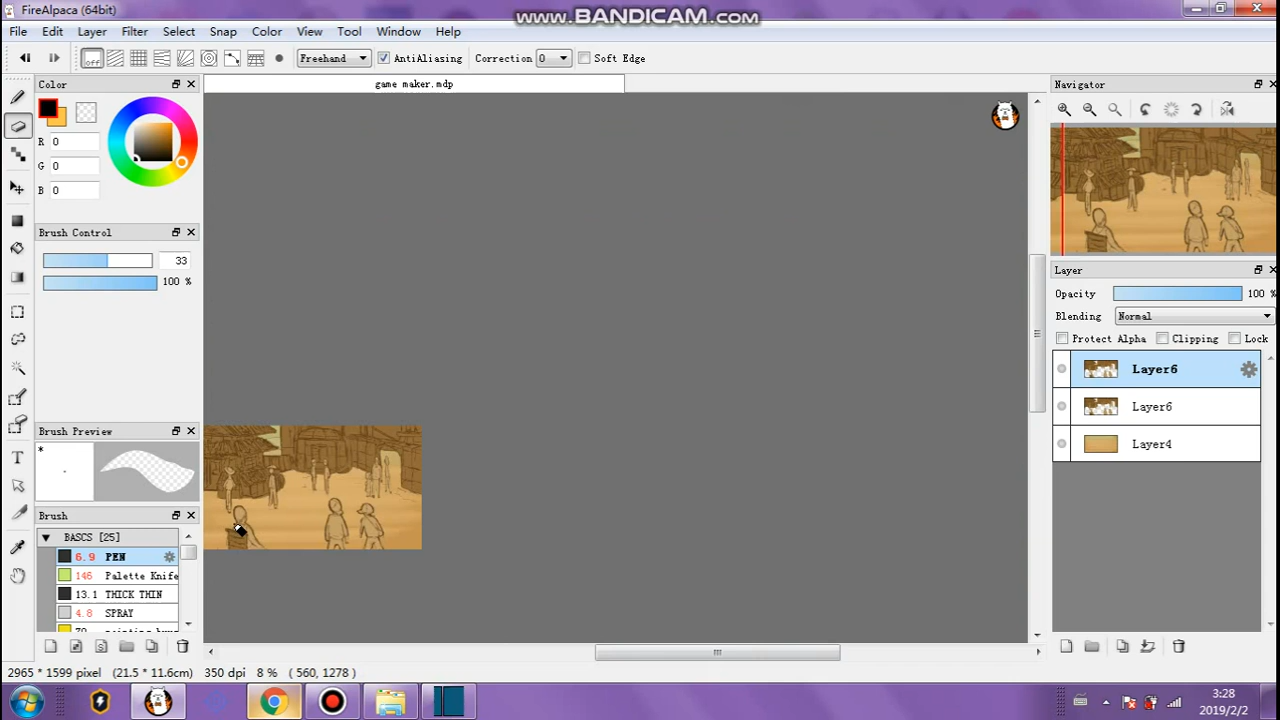 FireAlpaca (64bit)
www.BANDICAM.com
File Edit Layer Filter Select Snap Color View Tool Window Help
off Freehand AntiAliasing Correction 0 Soft Edge
Color
game maker.mdp
Navigator
R 0
G 0
B 0
Brush Control
33
100 %
Layer
Opacity 100 %
Blending Normal
Protect Alpha Clipping Lock
Layer6
Layer6
Layer4
Brush Preview
*
Brush
BASCS [25]
6.9 PEN
146 Palette Knife
13.1 THICK THIN
4.8 SPRAY
2965 * 1599 pixel (21.5 * 11.6cm) 350 dpi 8 % ( 560, 1278 )
3:28
2019/2/2